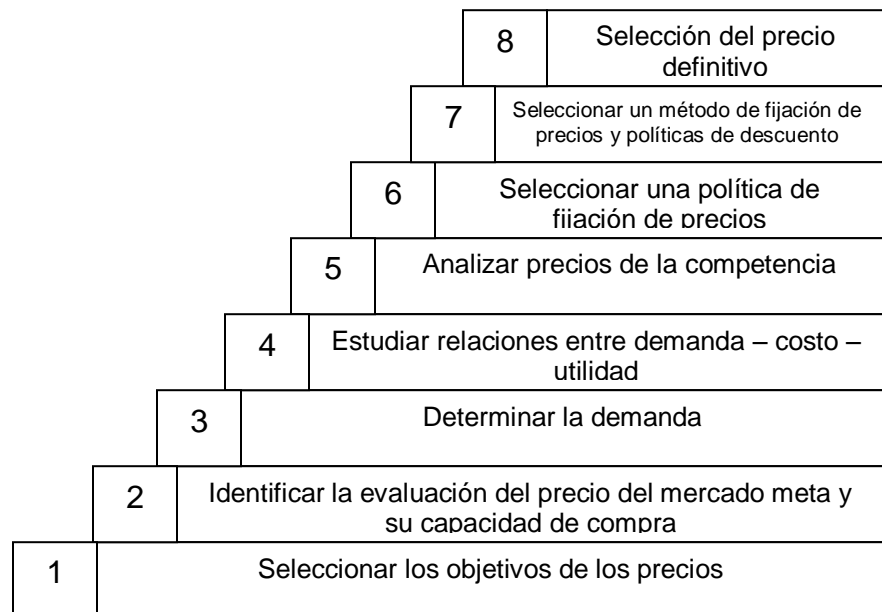 8
Selección del precio
definitivo
7
Seleccionar un método de fijación de
precios y políticas de descuento
6
Seleccionar una política de
fijación de precios
5
Analizar precios de la competencia
4
Estudiar relaciones entre demanda – costo –
utilidad
3
Determinar la demanda
2
Identificar la evaluación del precio del mercado meta y
su capacidad de compra
1
Seleccionar los objetivos de los precios